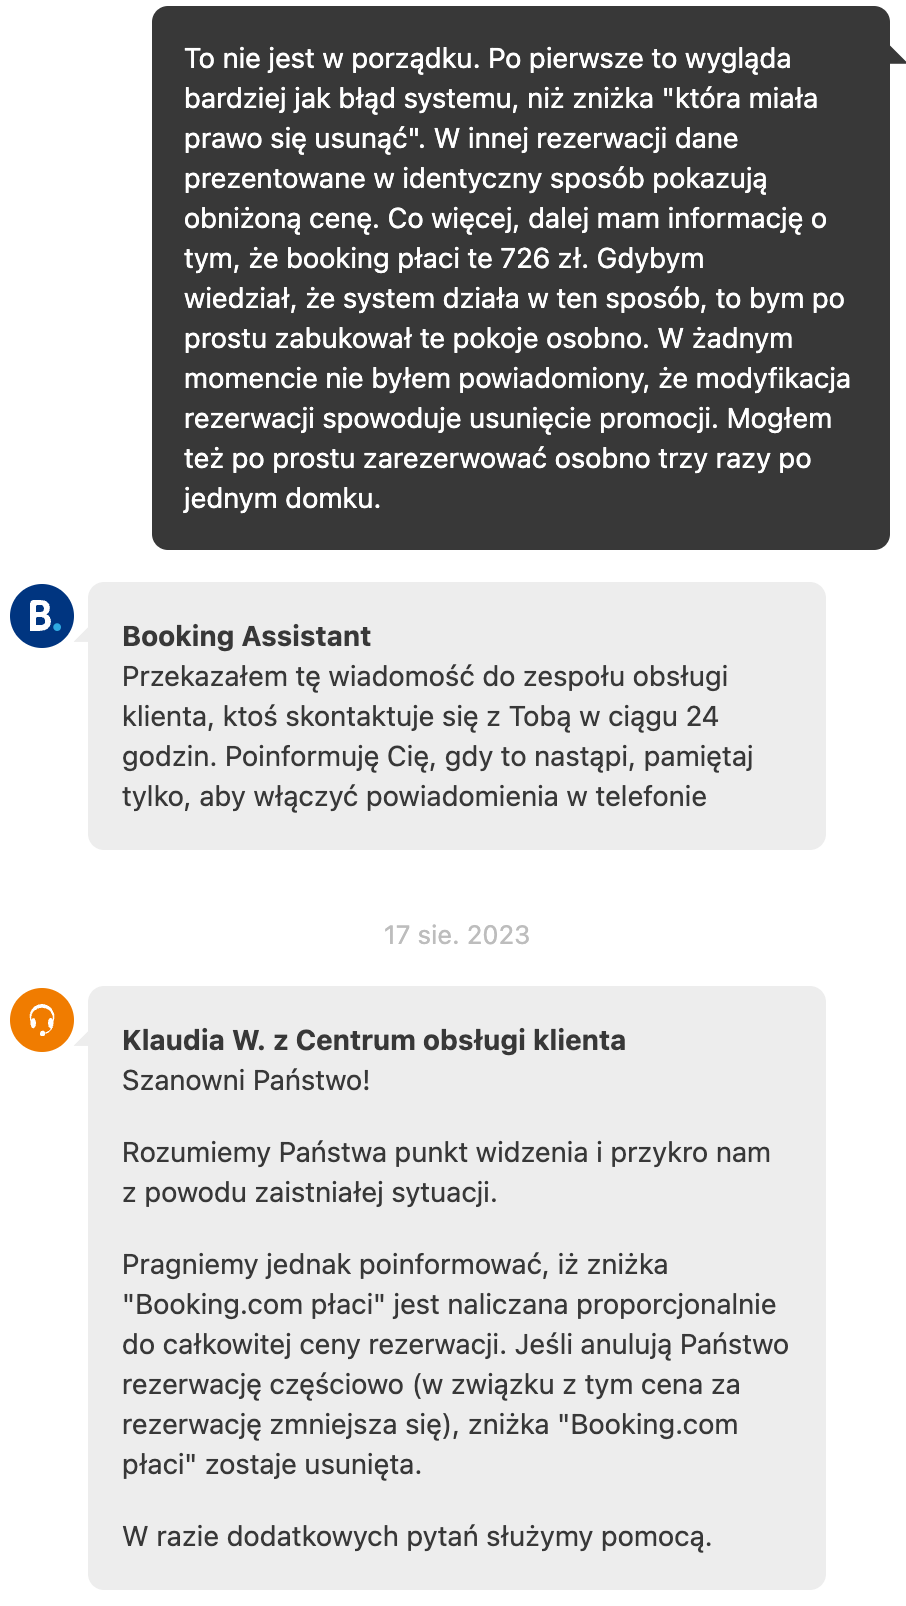 To nie jest w porządku. Po pierwsze to wygląda
bardziej jak błąd systemu, niż zniżka "która miała
prawo się usunąć". W innej rezerwacji dane
prezentowane w identyczny sposób pokazują
obniżoną cenę. Co więcej, dalej mam informację o
tym, że booking płaci te 726 zł. Gdybym
wiedział, że system działa w ten sposób, to bym po
prostu zabukował te pokoje osobno. W żadnym
momencie nie byłem powiadomiony, że modyfikacja
rezerwacji spowoduje usunięcie promocji. Mogłem
też po prostu zarezerwować osobno trzy razy po
jednym domku.
B.
Booking Assistant
Przekazałem tę wiadomość do zespołu obsługi
klienta, ktoś skontaktuje się z Tobą w ciągu 24
godzin. Poinformuję Cię, gdy to nastąpi, pamiętaj
tylko, aby włączyć powiadomienia w telefonie
17 sie. 2023
Klaudia W. z Centrum obsługi klienta
Szanowni Państwo!
Rozumiemy Państwa punkt widzenia i przykro nam
z powodu zaistniałej sytuacji.
Pragniemy jednak poinformować, iż zniżka
"Booking.com płaci" jest naliczana proporcjonalnie
do całkowitej ceny rezerwacji. Jeśli anulują Państwo
rezerwację częściowo (w związku z tym cena za
rezerwację zmniejsza się), zniżka "Booking.com
płaci" zostaje usunięta.
W razie dodatkowych pytań służymy pomocą.